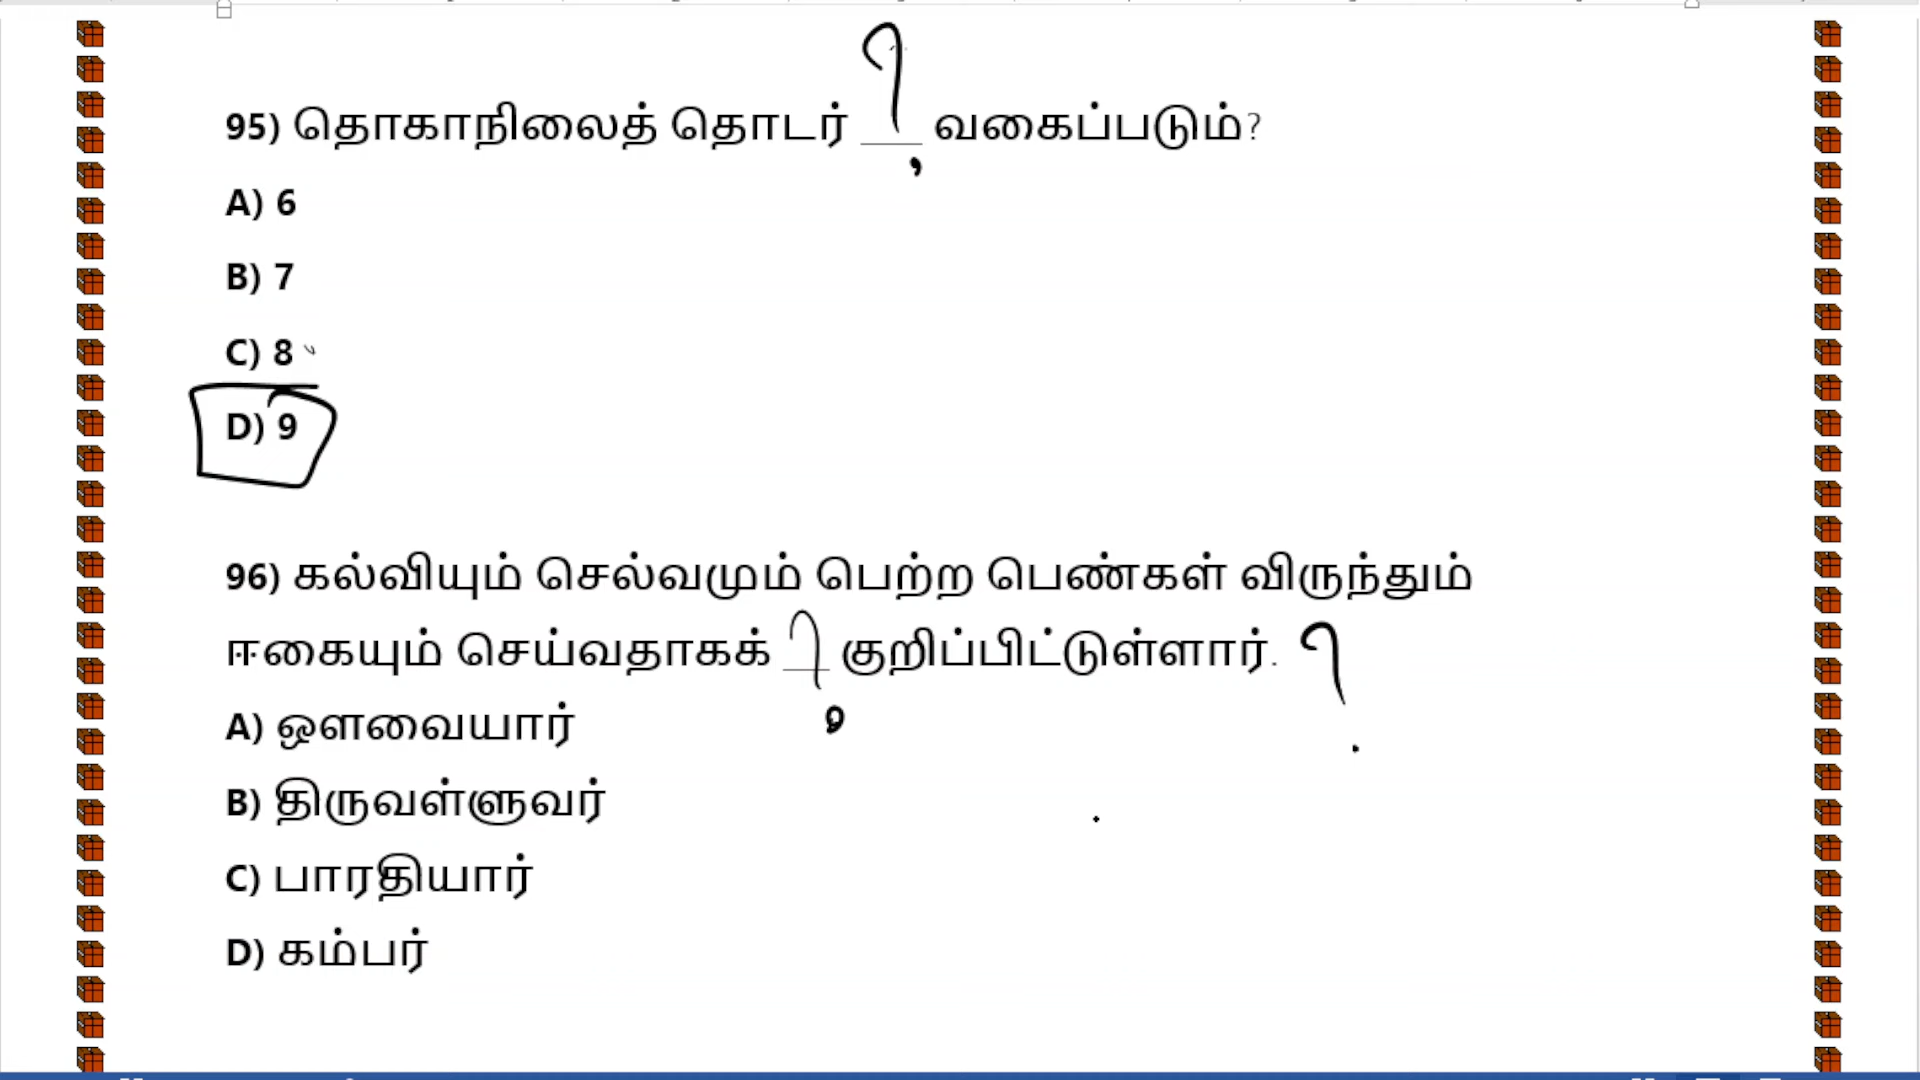 95) தொகாநிலைத் தொடர் ___ வகைப்படும்?
A) 6
B) 7
C) 8
D) 9
96) கல்வியும் செல்வமும் பெற்ற பெண்கள் விருந்தும்
ஈகையும் செய்வதாகக் __ குறிப்பிட்டுள்ளார்.
A) ஔவையார்
B) திருவள்ளுவர்
C) பாரதியார்
D) கம்பர்